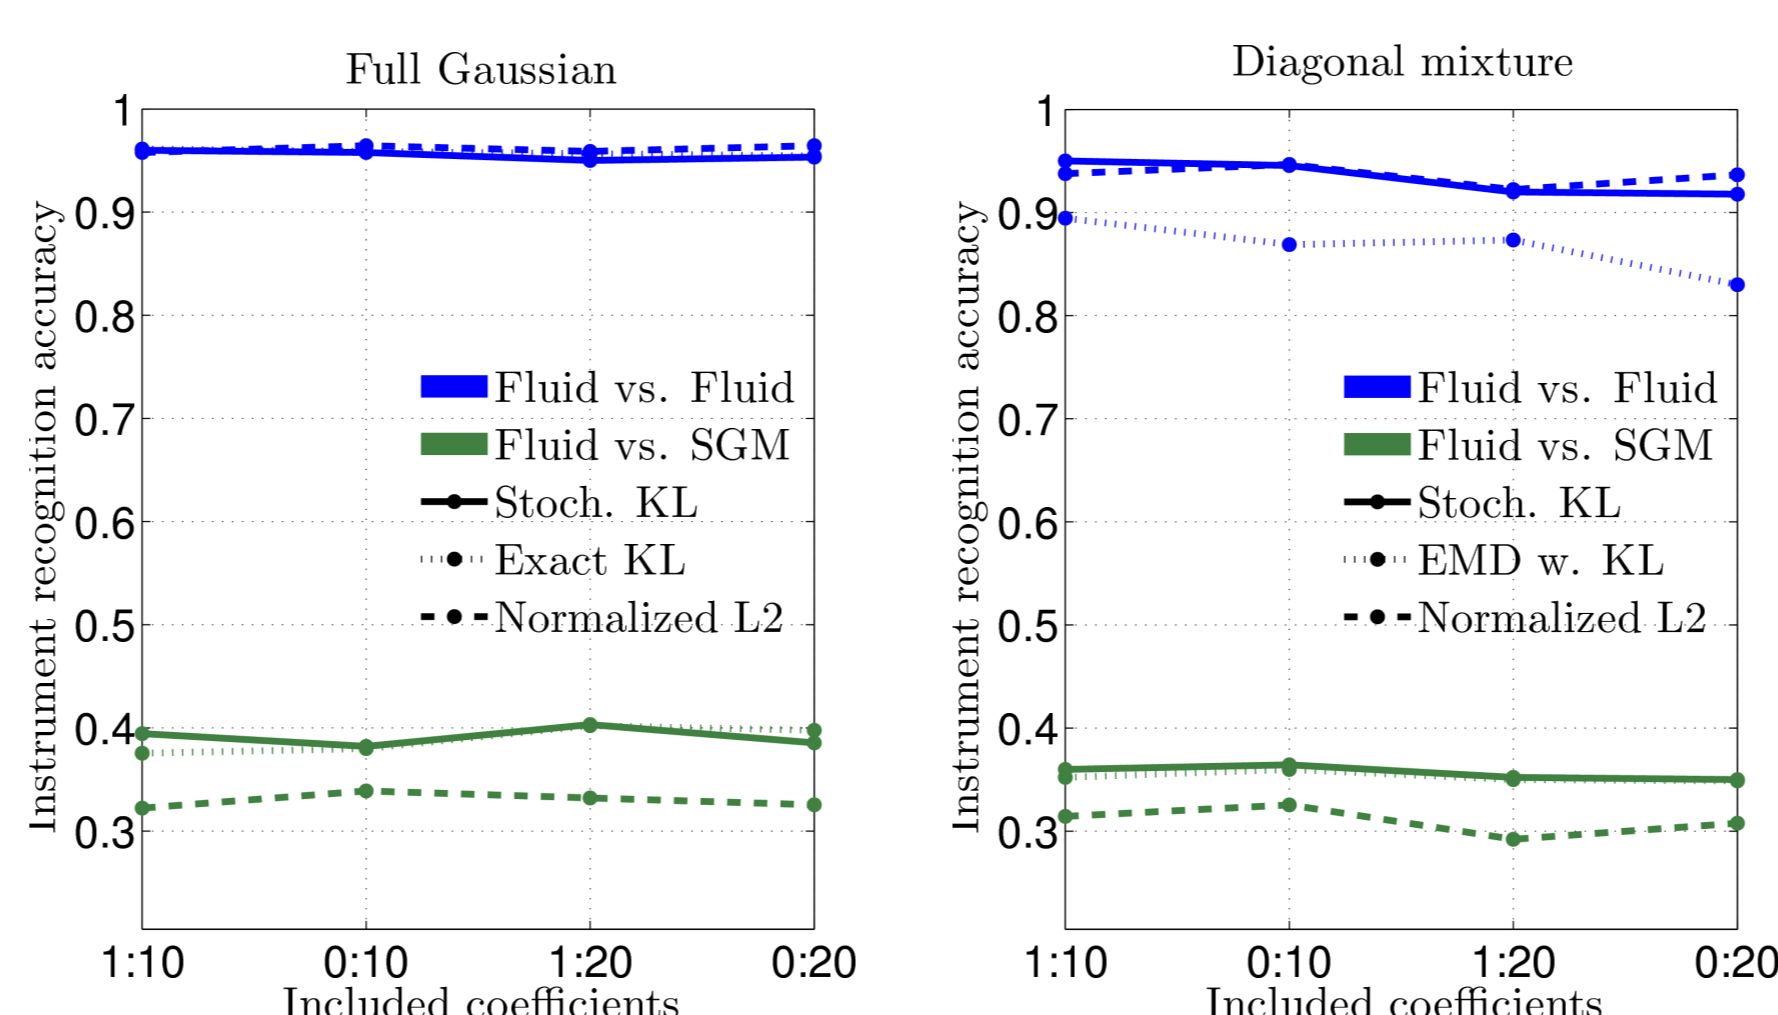 Full Gaussian
Instrument recognition accuracy
1
0.9
0.8
0.7
0.6
0.5
0.4
0.3
Fluid vs. Fluid
Fluid vs. SGM
Stoch. KL
Exact KL
Normalized L2
1:10 0:10 1:20 0:20
Included coefficients
Diagonal mixture
Instrument recognition accuracy
1
0.9
0.8
0.7
0.6
0.5
0.4
0.3
Fluid vs. Fluid
Fluid vs. SGM
Stoch. KL
EMD w. KL
Normalized L2
1:10 0:10 1:20 0:20
Included coefficients